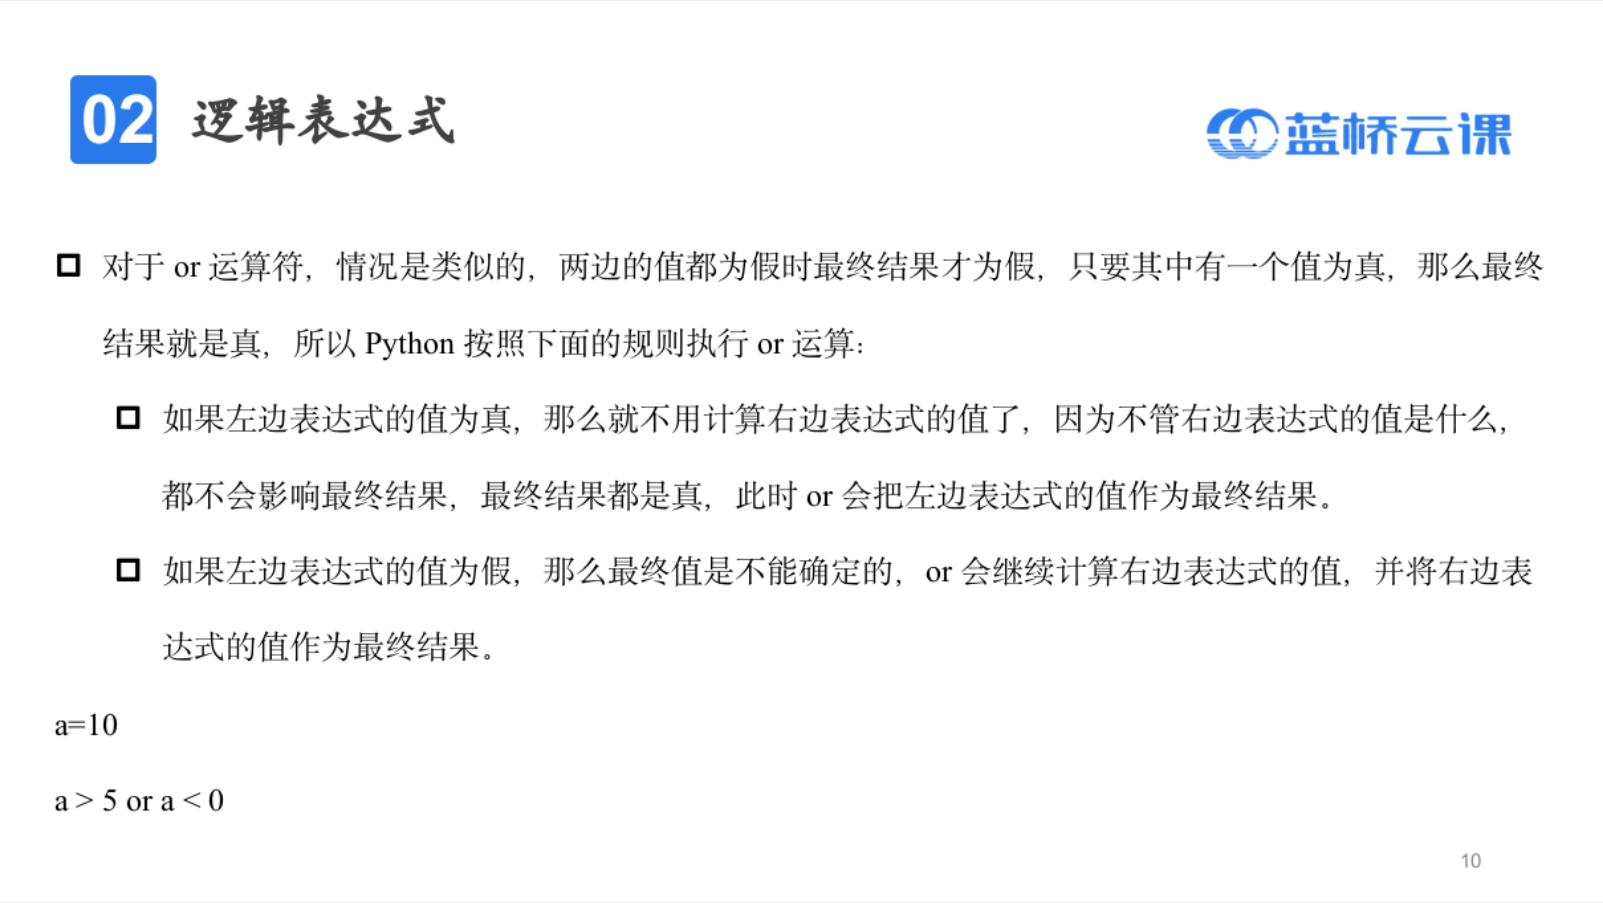 02 逻辑表达式
蓝桥云课
对于 or 运算符，情况是类似的，两边的值都为假时最终结果才为假，只要其中有一个值为真，那么最终
结果就是真，所以 Python 按照下面的规则执行 or 运算：
如果左边表达式的值为真，那么就不用计算右边表达式的值了，因为不管右边表达式的值是什么，
都不会影响最终结果，最终结果都是真，此时 or 会把左边表达式的值作为最终结果。
如果左边表达式的值为假，那么最终值是不能确定的，or 会继续计算右边表达式的值，并将右边表
达式的值作为最终结果。
a=10
a > 5 or a < 0
10